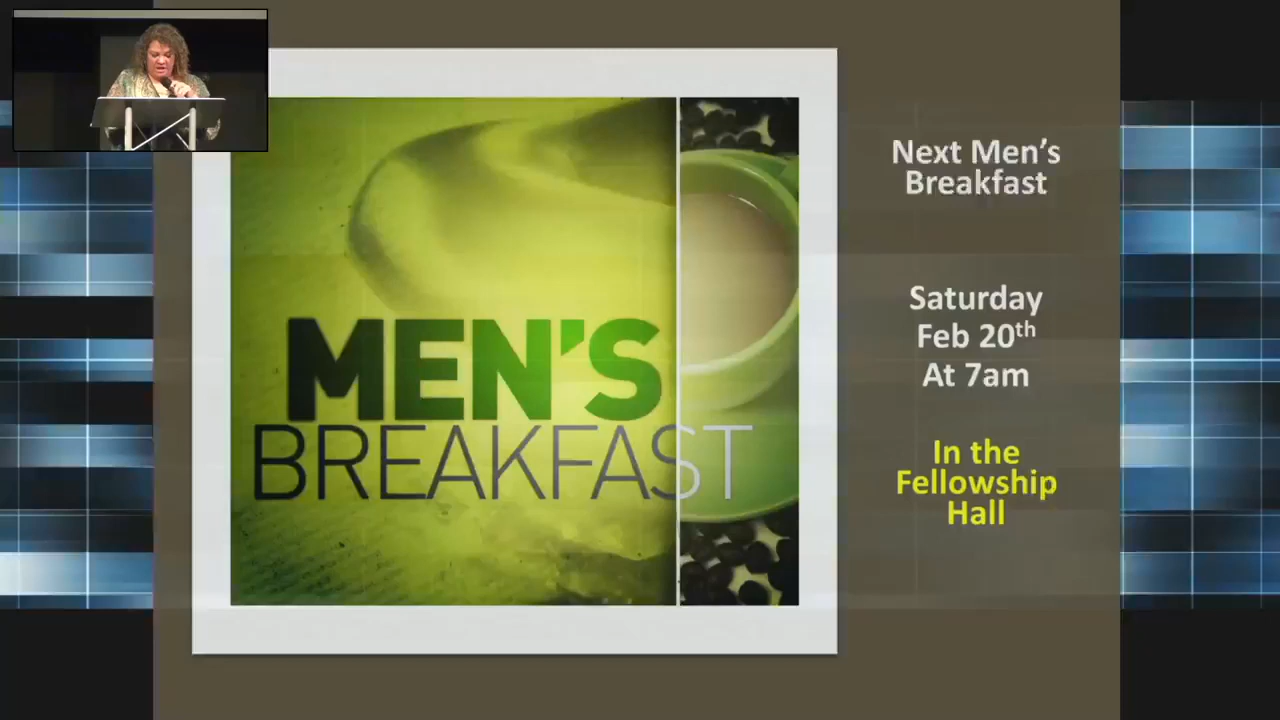 MEN'S
BREAKFAST
Next Men's
Breakfast
Saturday
Feb 20th
At 7am
In the
Fellowship
Hall